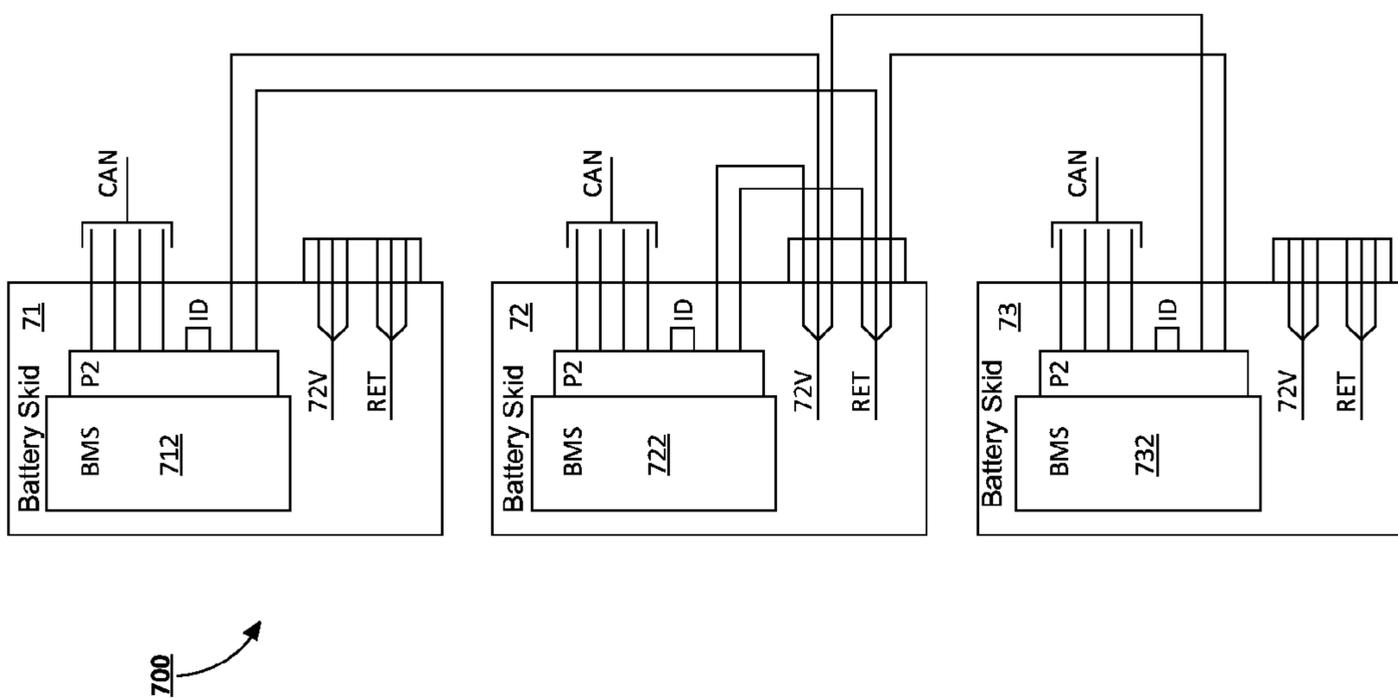 CAN
71
Battery Skid
ID
P2
BMS
712
72V
RET
CAN
72
Battery Skid
ID
P2
BMS
722
72V
RET
CAN
73
Battery Skid
ID
P2
BMS
732
72V
RET
700